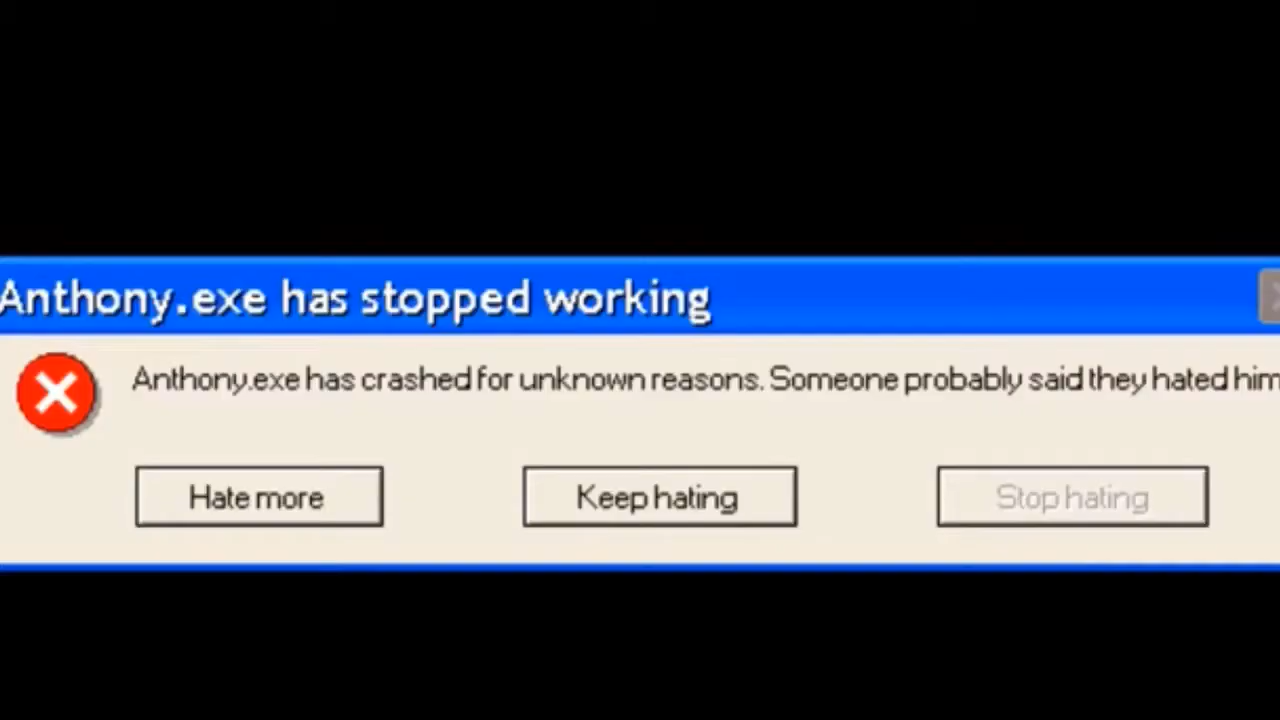 Anthony.exe has stopped working
Anthony.exe has crashed for unknown reasons. Someone probably said they hated him
Hate more Keep hating Stop hating